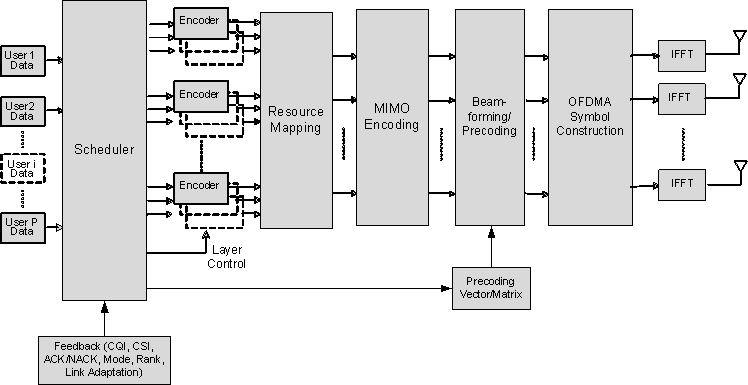 User 1
Data
User2
Data
User i
Data
User P
Data
Scheduler
Encoder
Encoder
Encoder
Layer
Control
Resource
Mapping
MIMO
Encoding
Beam-
forming/
Precoding
OFDMA
Symbol
Construction
IFFT
IFFT
IFFT
Precoding
Vector/Matrix
Feedback (CQI, CSI,
ACK/NACK, Mode, Rank,
Link Adaptation)